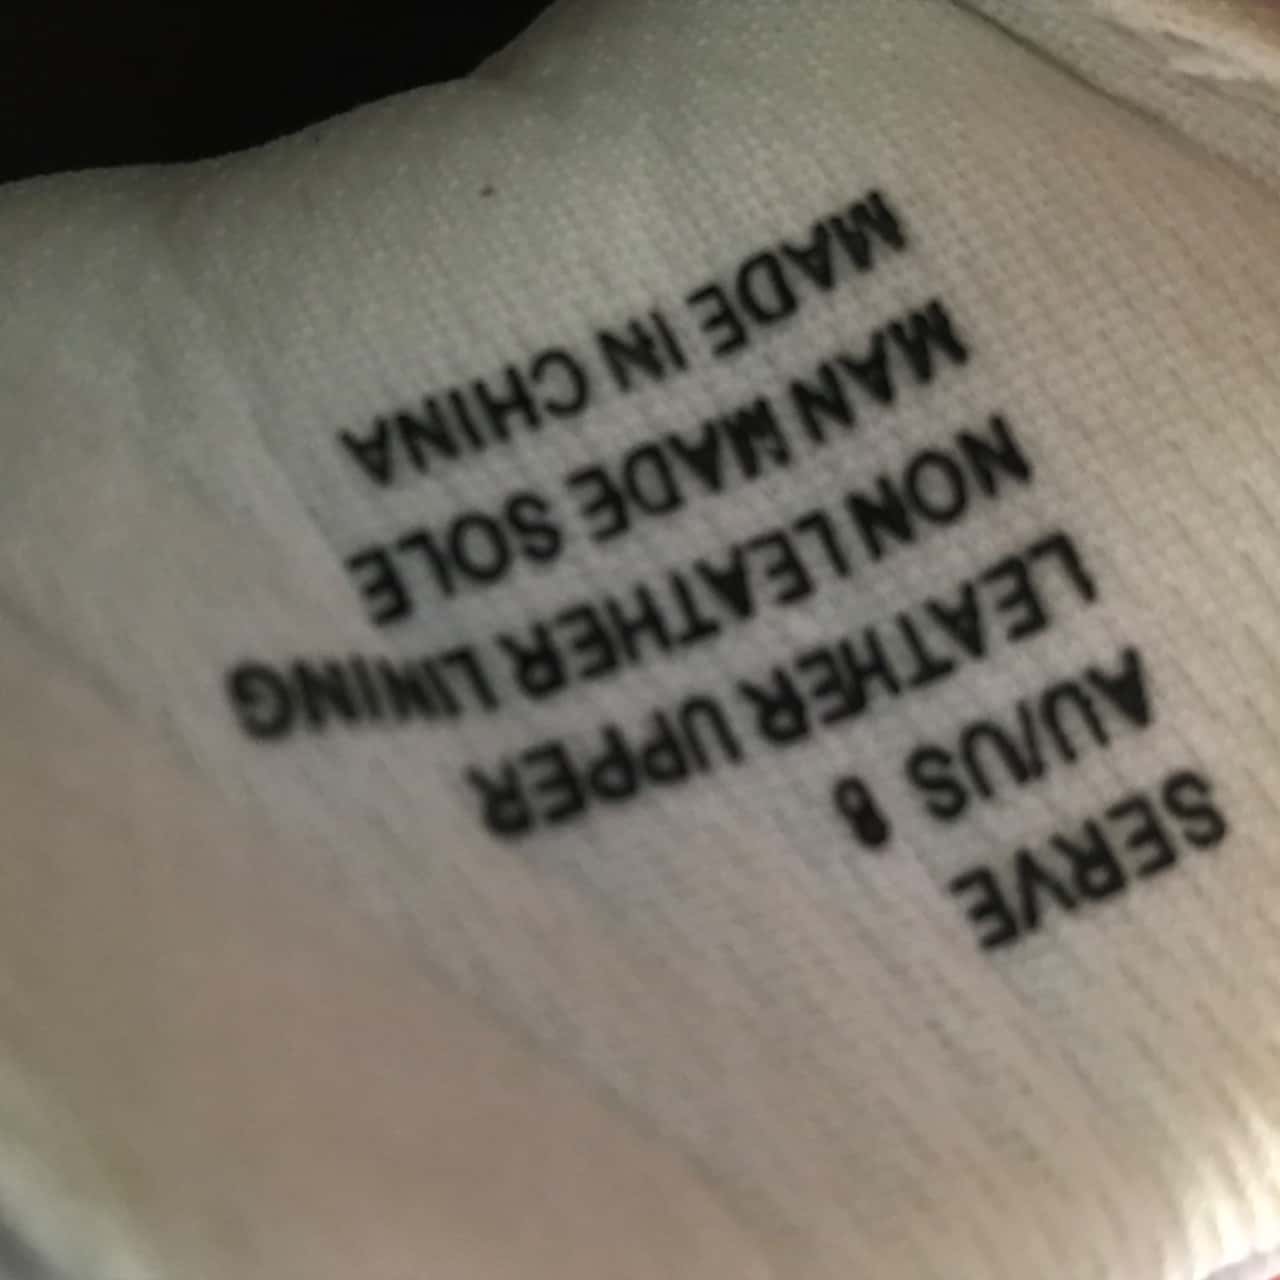 SERVE
AU/US 8
LEATHER UPPER
NON LEATHER LINING
MAN MADE SOLE
MADE IN CHINA